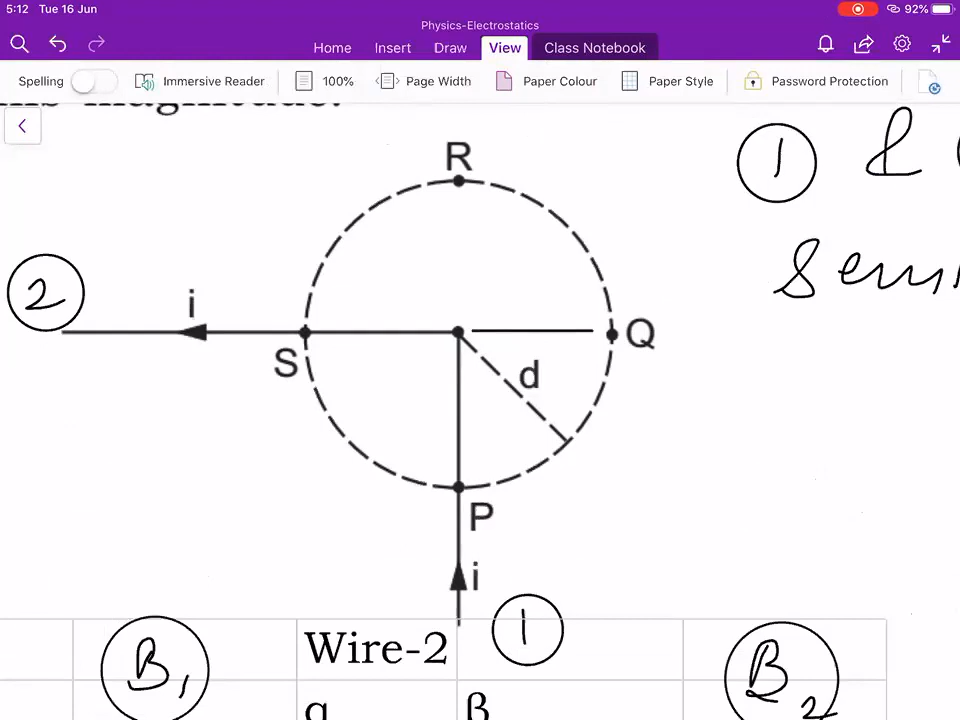 5:12 Tue 16 Jun
92%
Physics-Electrostatics
Home Insert Draw View Class Notebook
Spelling Immersive Reader 100% Page Width Paper Colour Paper Style Password Protection
magnitude.
R
1 &
2
i
S
Q
d
P
i
B1
Wire-2
1
B2
α
β